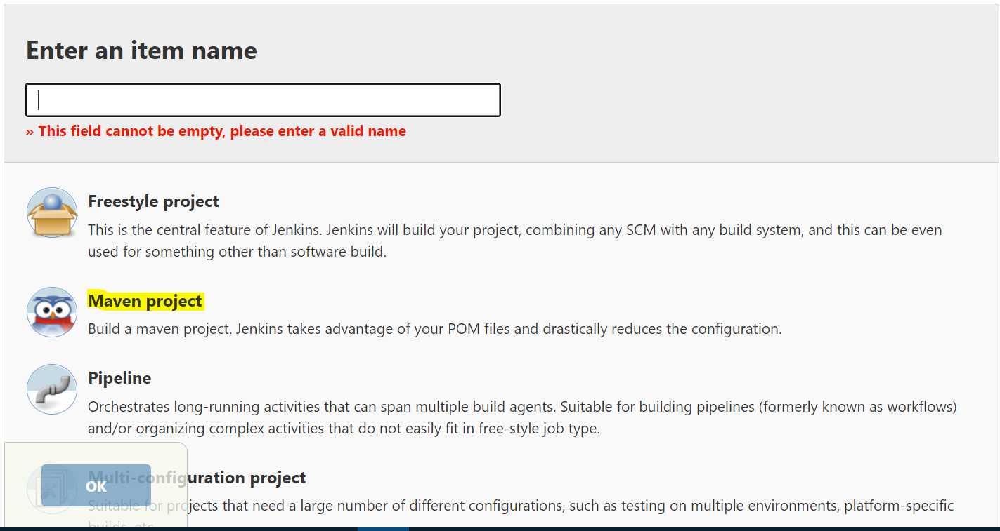 Enter an item name
» This field cannot be empty, please enter a valid name
Freestyle project
This is the central feature of Jenkins. Jenkins will build your project, combining any SCM with any build system, and this can be even
used for something other than software build.
Maven project
Build a maven project. Jenkins takes advantage of your POM files and drastically reduces the configuration.
Pipeline
Orchestrates long-running activities that can span multiple build agents. Suitable for building pipelines (formerly known as workflows)
and/or organizing complex activities that do not easily fit in free-style job type.
Multi-configuration project
OK
Suitable for projects that need a large number of different configurations, such as testing on multiple environments, platform-specific
builds, etc.